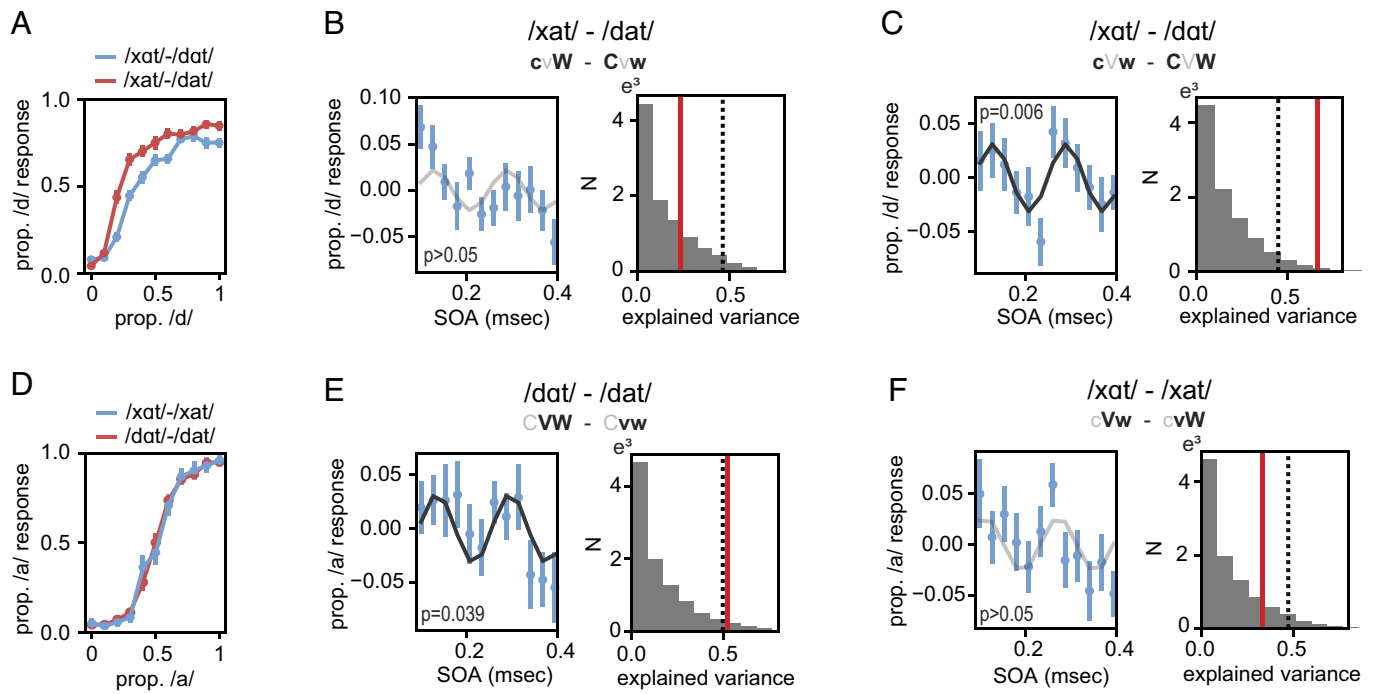 A
/xɑt/-/dɑt/
/xat/-/dat/
prop. /d/ response
1.0
0.5
0.0
0 0.5 1
prop. /d/
B
/xat/ - /dat/
cvW - Cvw
prop. /d/ response
0.10
0.05
0.00
−0.05
p>0.05
0.2 0.4
SOA (msec)
e³
N
4
2
0
0.0 0.5
explained variance
C
/xɑt/ - /dɑt/
cVw - CVW
prop. /d/ response
0.05
0.00
−0.05
p=0.006
0.2 0.4
SOA (msec)
e³
N
4
2
0
0.0 0.5
explained variance
D
/xɑt/-/xat/
/dɑt/-/dat/
prop. /a/ response
1.0
0.5
0.0
0 0.5 1
prop. /a/
E
/dɑt/ - /dat/
CVW - Cvw
prop. /a/ response
0.05
0.00
−0.05
p=0.039
0.2 0.4
SOA (msec)
e³
N
4
2
0
0.0 0.5
explained variance
F
/xɑt/ - /xat/
cVw - cvW
prop. /a/ response
0.05
0.00
−0.05
p>0.05
0.2 0.4
SOA (msec)
e³
N
4
2
0
0.0 0.5
explained variance